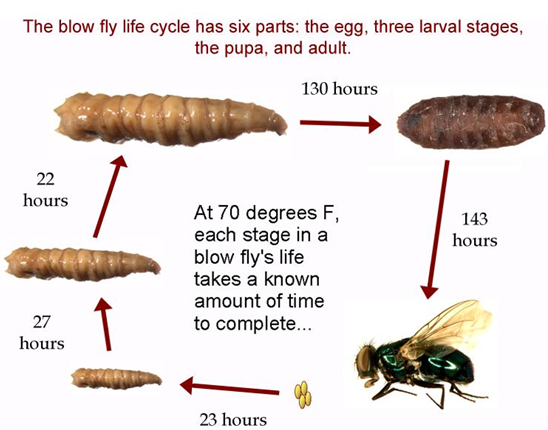 The blow fly life cycle has six parts: the egg, three larval stages,
the pupa, and adult.
130 hours
22
hours
At 70 degrees F,
each stage in a
blow fly's life
takes a known
amount of time
to complete...
143
hours
27
hours
23 hours